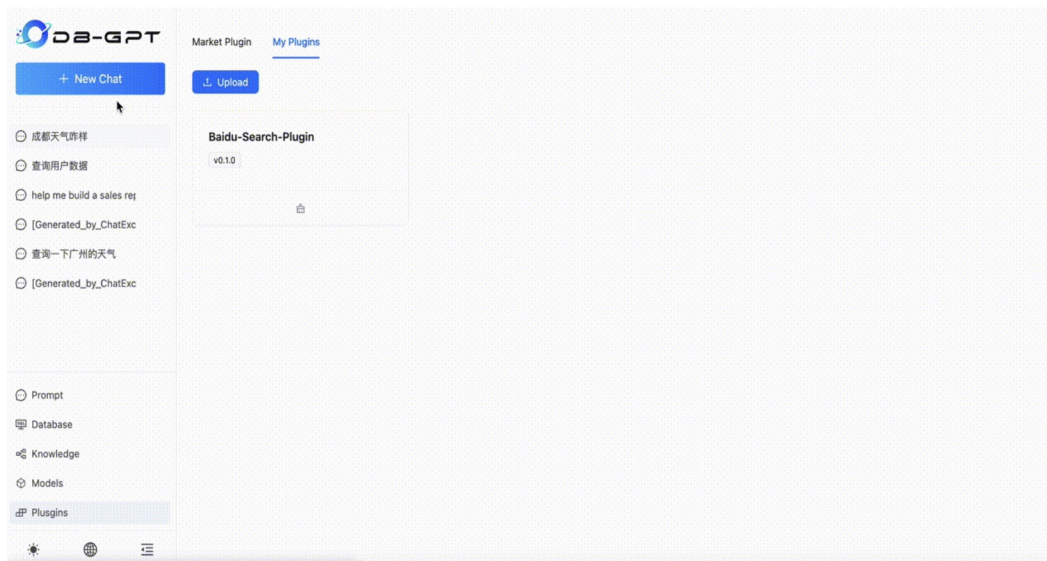 DB-GPT
+ New Chat
成都天气咋样
查询用户数据
help me build a sales rep
[Generated_by_ChatExc
查询一下广州的天气
[Generated_by_ChatExc
Prompt
Database
Knowledge
Models
Plusgins
Market Plugin My Plugins
Upload
Baidu-Search-Plugin
v0.1.0